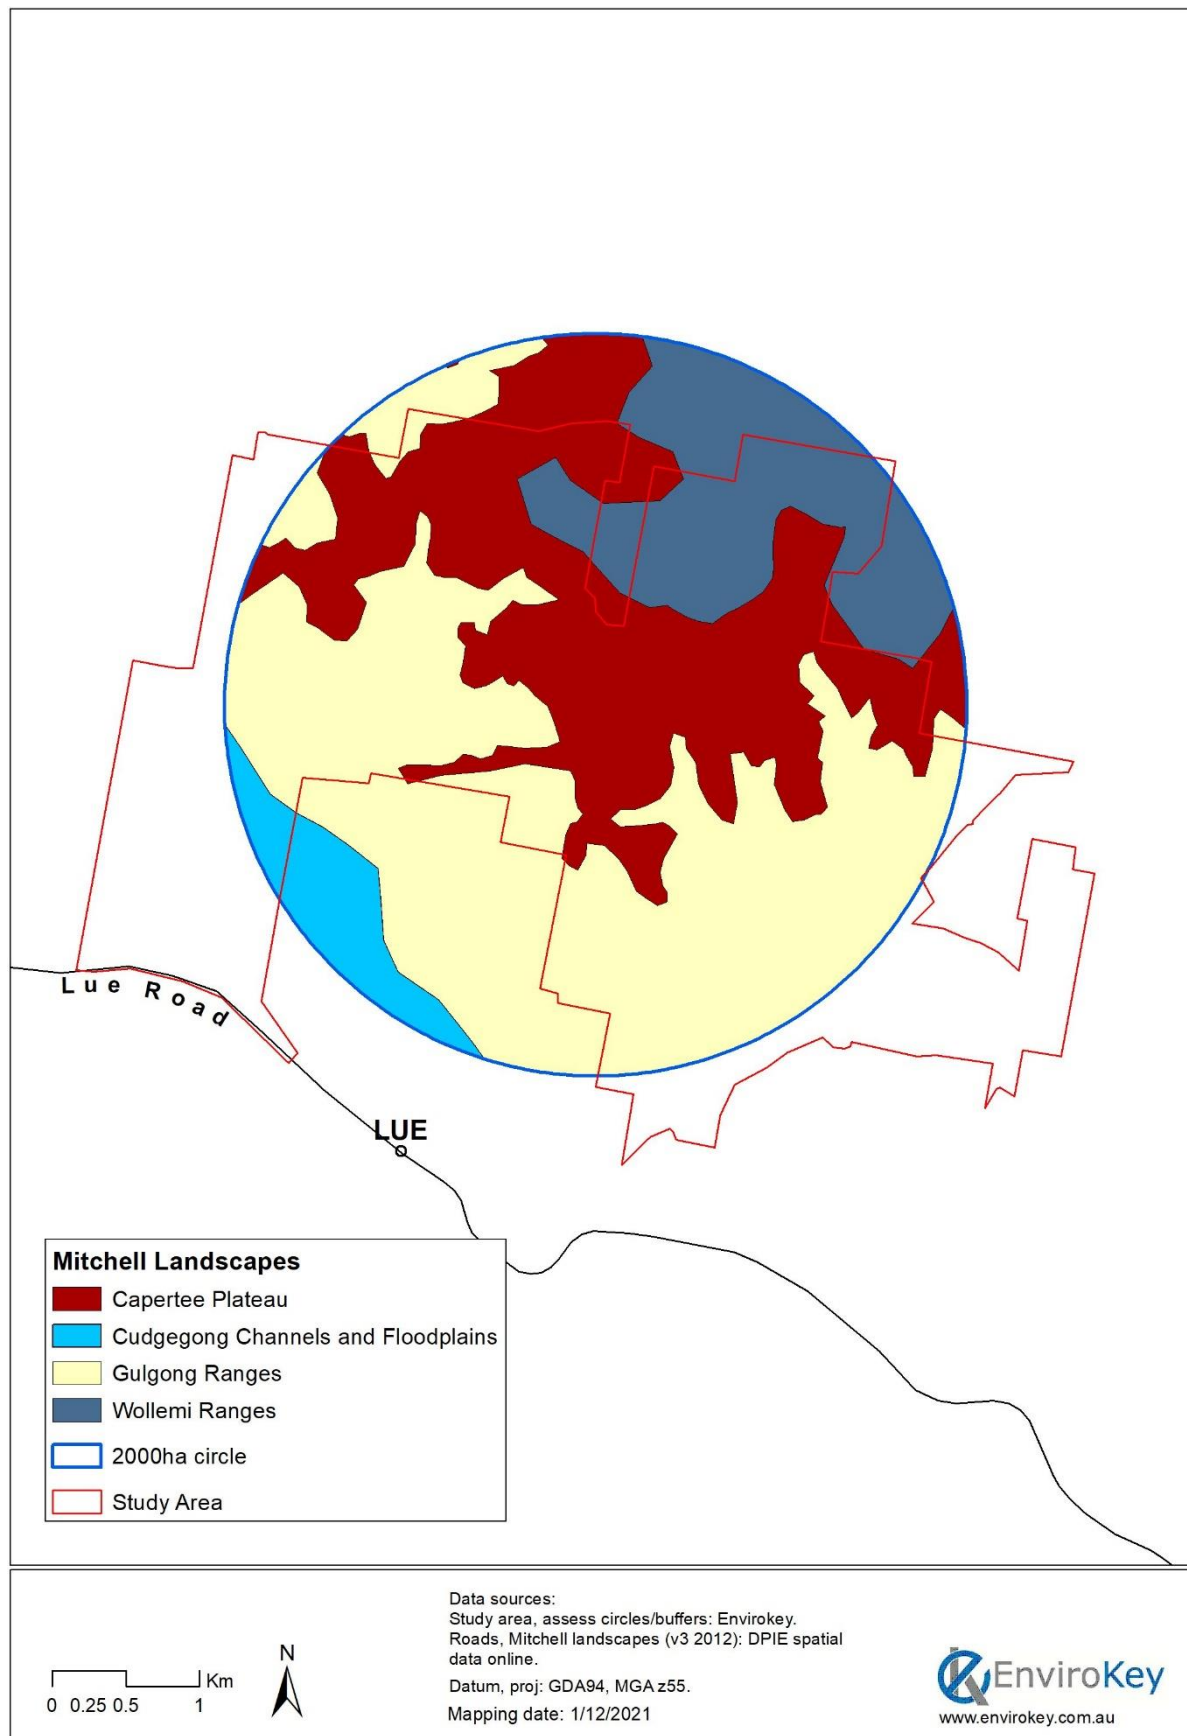 Lue Road
LUE
Mitchell Landscapes
Capertee Plateau
Cudgegong Channels and Floodplains
Gulgong Ranges
Wollemi Ranges
2000ha circle
Study Area
Km
0 0.25 0.5 1
N
Data sources:
Study area, assess circles/buffers: Envirokey.
Roads, Mitchell landscapes (v3 2012): DPIE spatial
data online.
Datum, proj: GDA94, MGA z55.
Mapping date: 1/12/2021
EnviroKey
www.envirokey.com.au